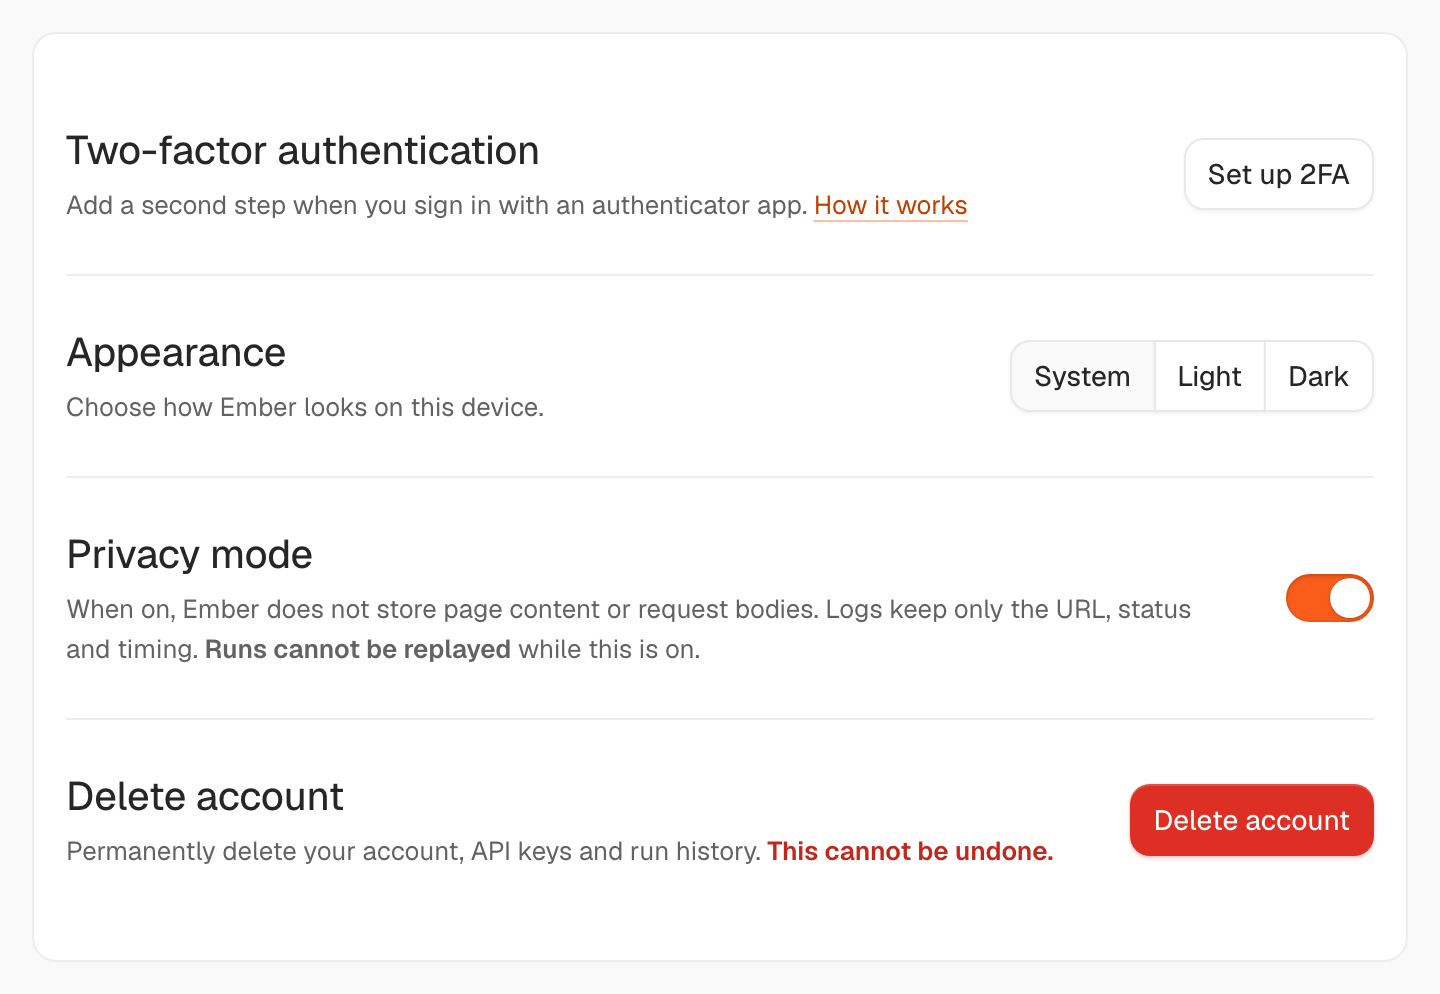 Two-factor authentication
Add a second step when you sign in with an authenticator app. How it works
Set up 2FA
Appearance
Choose how Ember looks on this device.
System
Light
Dark
Privacy mode
When on, Ember does not store page content or request bodies. Logs keep only the URL, status
and timing. Runs cannot be replayed while this is on.
Delete account
Permanently delete your account, API keys and run history. This cannot be undone.
Delete account